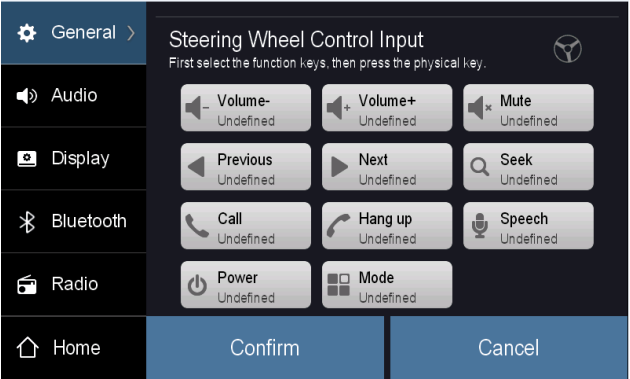 General >
Steering Wheel Control Input
First select the function keys, then press the physical key.
Audio
Volume-
Undefined
Volume+
Undefined
Mute
Undefined
Display
Previous
Undefined
Next
Undefined
Seek
Undefined
Bluetooth
Call
Undefined
Hang up
Undefined
Speech
Undefined
Radio
Power
Undefined
Mode
Undefined
Home
Confirm
Cancel